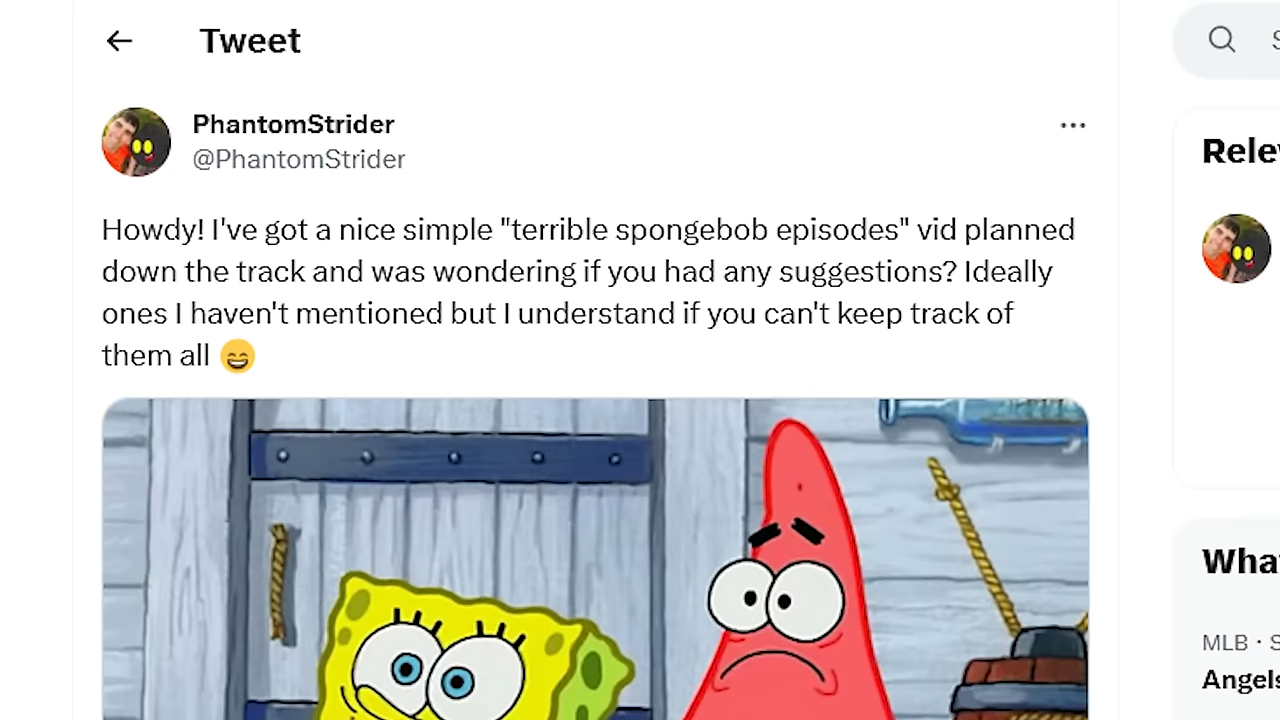 Tweet
PhantomStrider
@PhantomStrider
Howdy! I've got a nice simple "terrible spongebob episodes" vid planned
down the track and was wondering if you had any suggestions? Ideally
ones I haven't mentioned but I understand if you can't keep track of
them all 😄
MLB · S
Angels